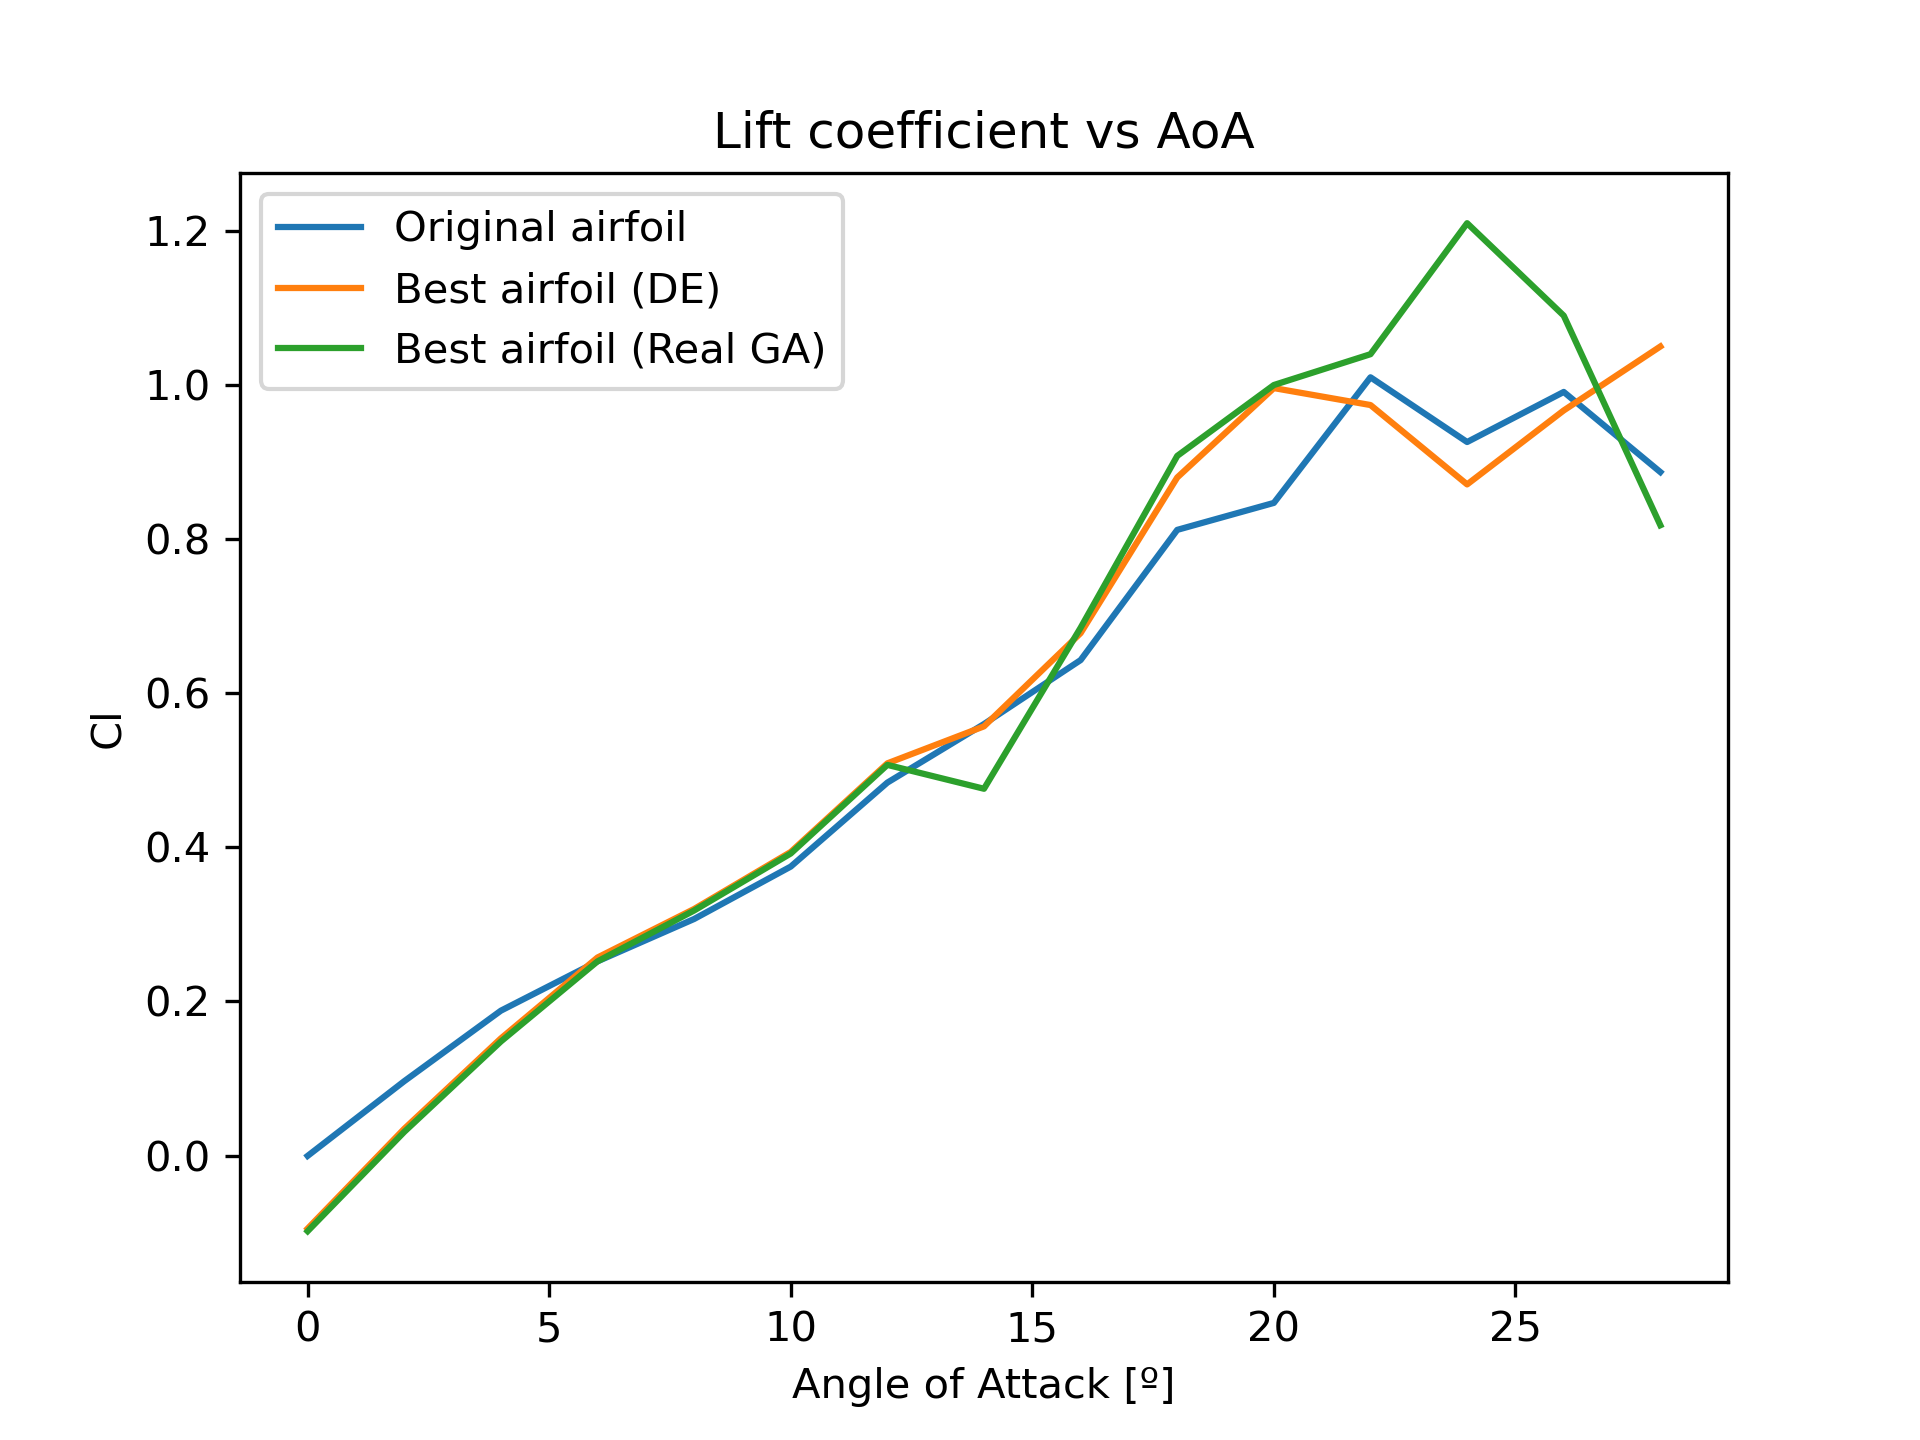 Lift coefficient vs AoA
Original airfoil
Best airfoil (DE)
Best airfoil (Real GA)
1.2
1.0
0.8
0.6
0.4
0.2
0.0
Cl
0 5 10 15 20 25
Angle of Attack [º]